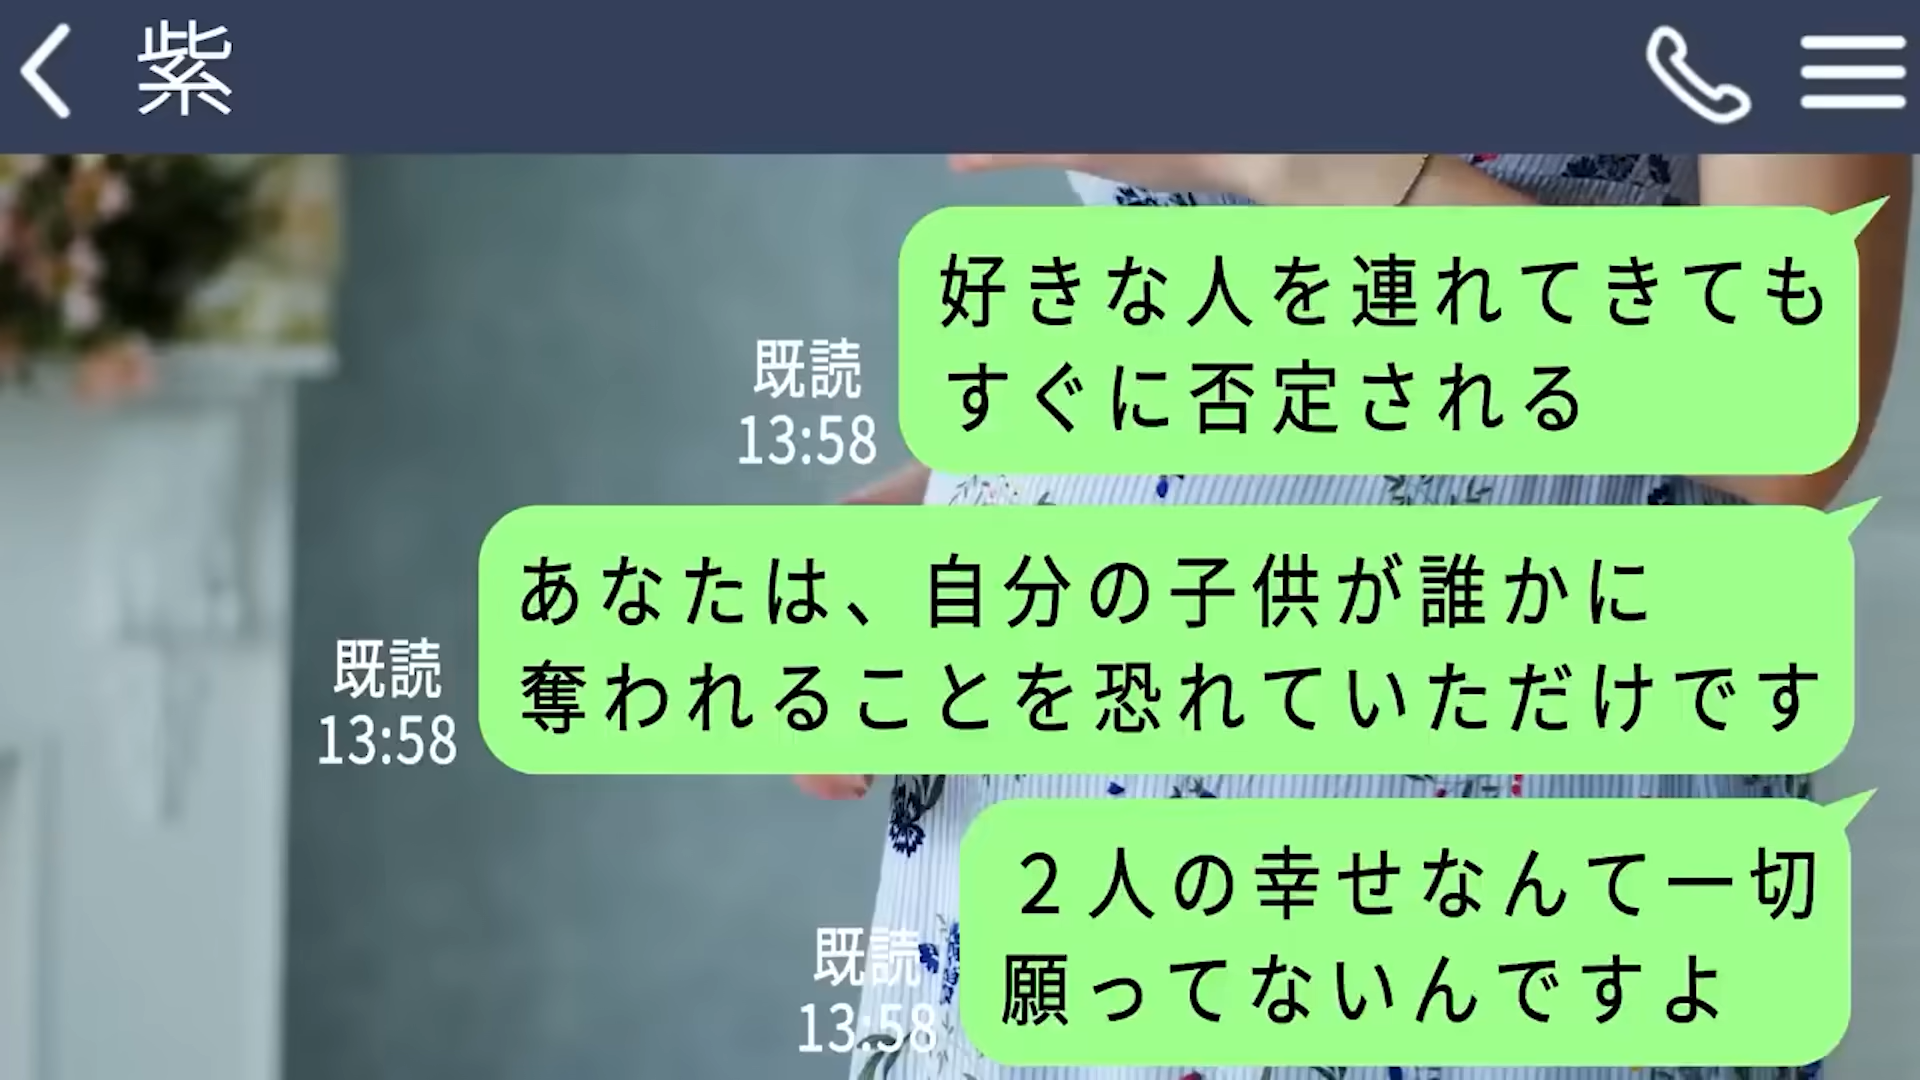 紫
好きな人を連れてきても
すぐに否定される
既読
13:58
あなたは、自分の子供が誰かに
奪われることを恐れていただけです
既読
13:58
２人の幸せなんて一切
願ってないんですよ
既読
13:58